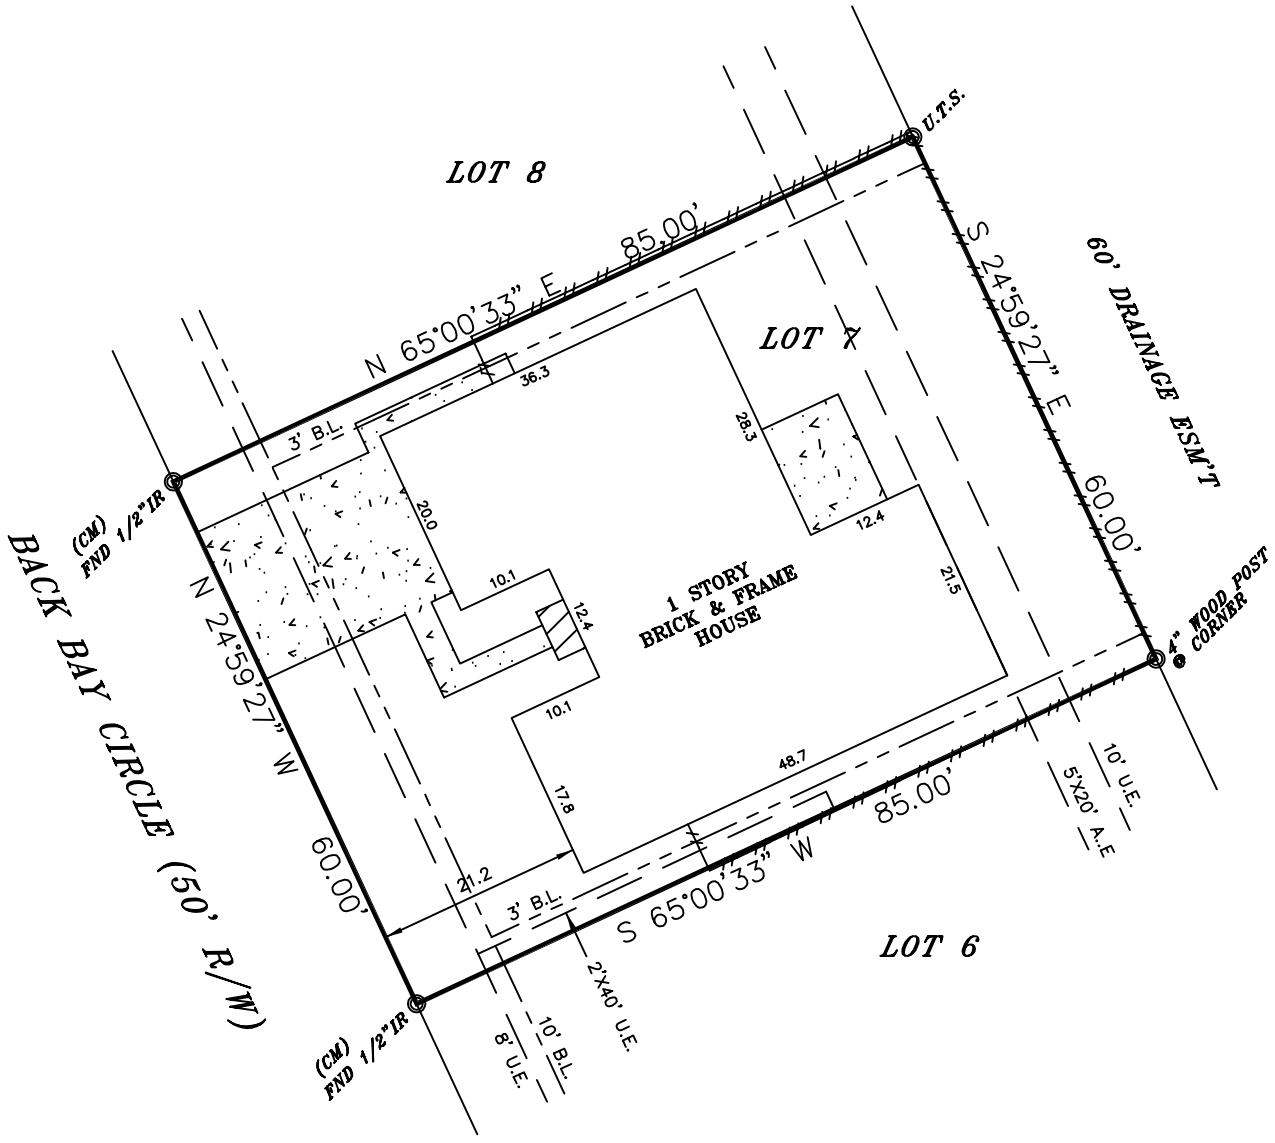 U.T.S.
LOT 8
85.00'
N 65°00'33" E
S 24°59'27" E
60' DRAINAGE ESM'T
LOT 7
36.3
3' B.L.
28.3
20.0
60.00'
(CM)
FND 1/2"IR
12.4
10.1
12.4
21.5
1 STORY
BRICK & FRAME
HOUSE
4" WOOD POST
@ CORNER
BACK BAY CIRCLE (50' R/W)
N 24°59'27" W
10.1
48.7
17.8
10' U.E.
5'X20' A..E
85.00'
60.00'
21.2
S 65°00'33" W
3' B.L.
LOT 6
2'X40' U.E.
10' B.L.
8' U.E.
(CM)
FND 1/2"IR